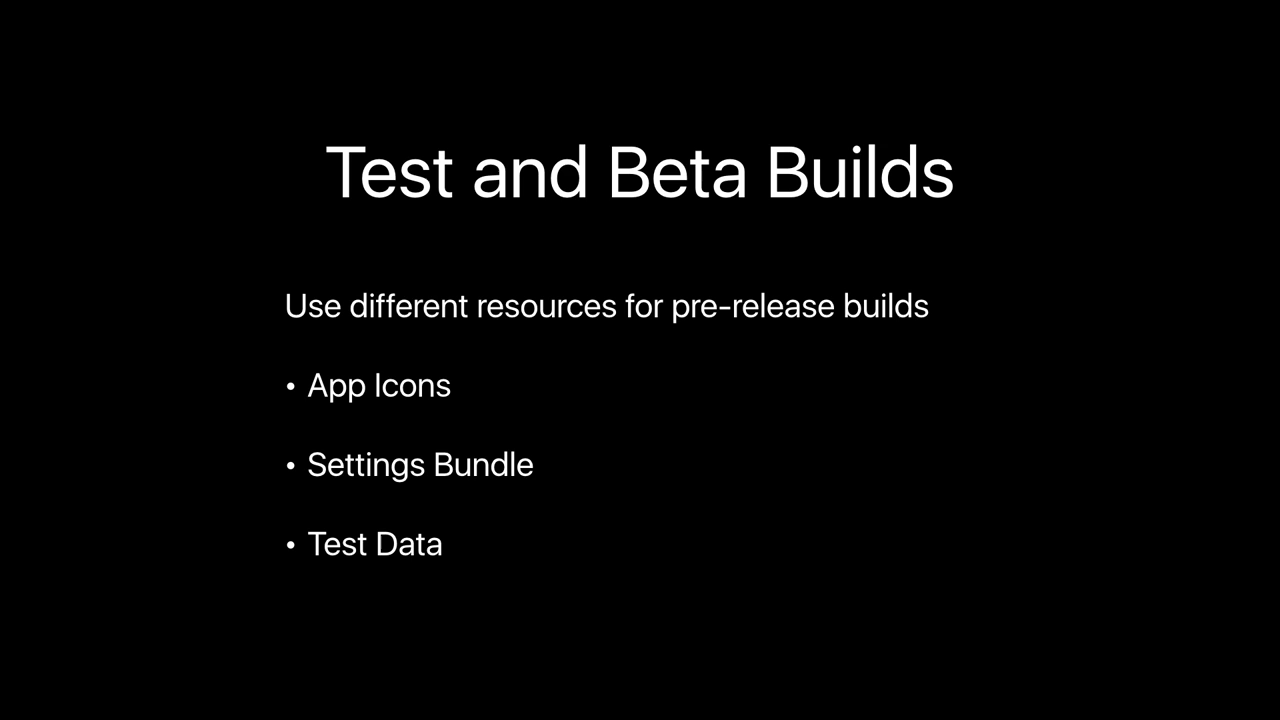 Test and Beta Builds
Use different resources for pre-release builds
• App Icons
• Settings Bundle
• Test Data